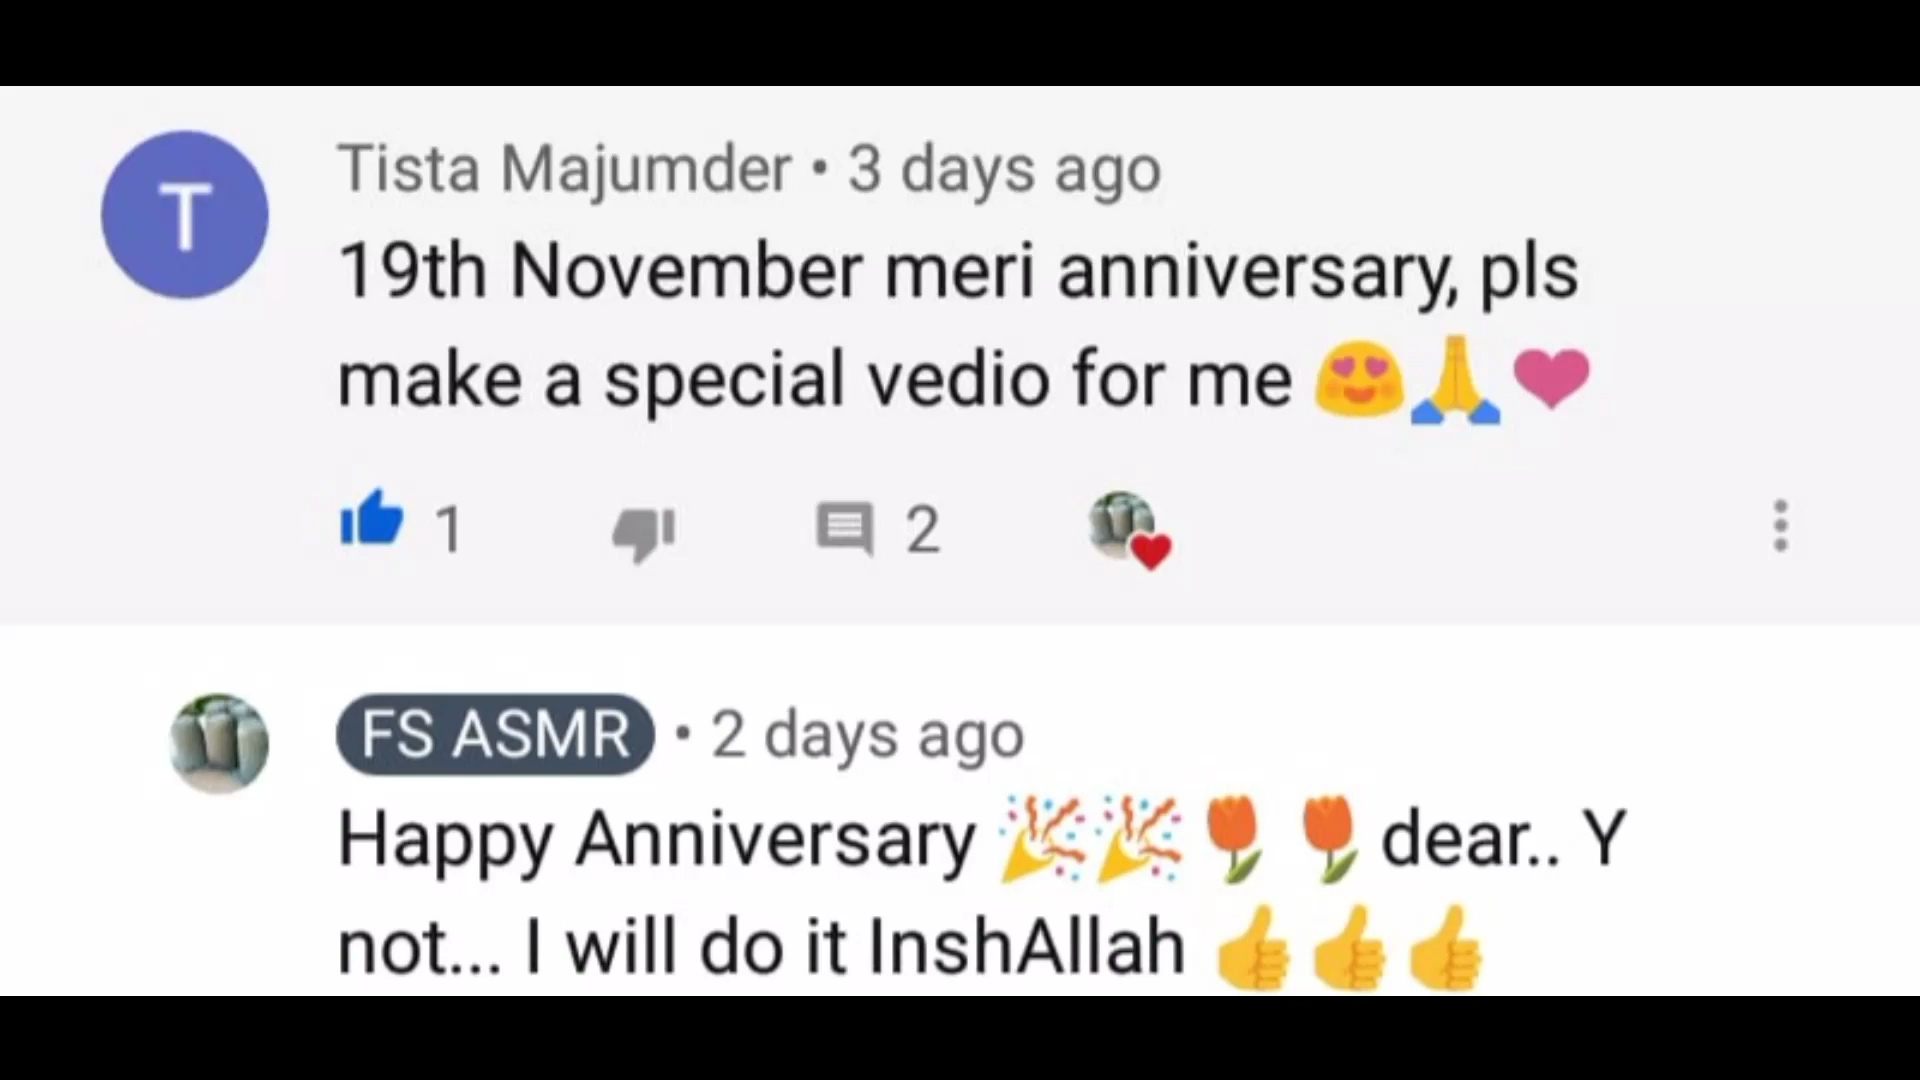 T
Tista Majumder • 3 days ago
19th November meri anniversary, pls
make a special vedio for me 😍🙏❤
1 2
FS ASMR • 2 days ago
Happy Anniversary 🎉🎉🌷🌷dear.. Y
not... I will do it InshAllah 👍👍👍